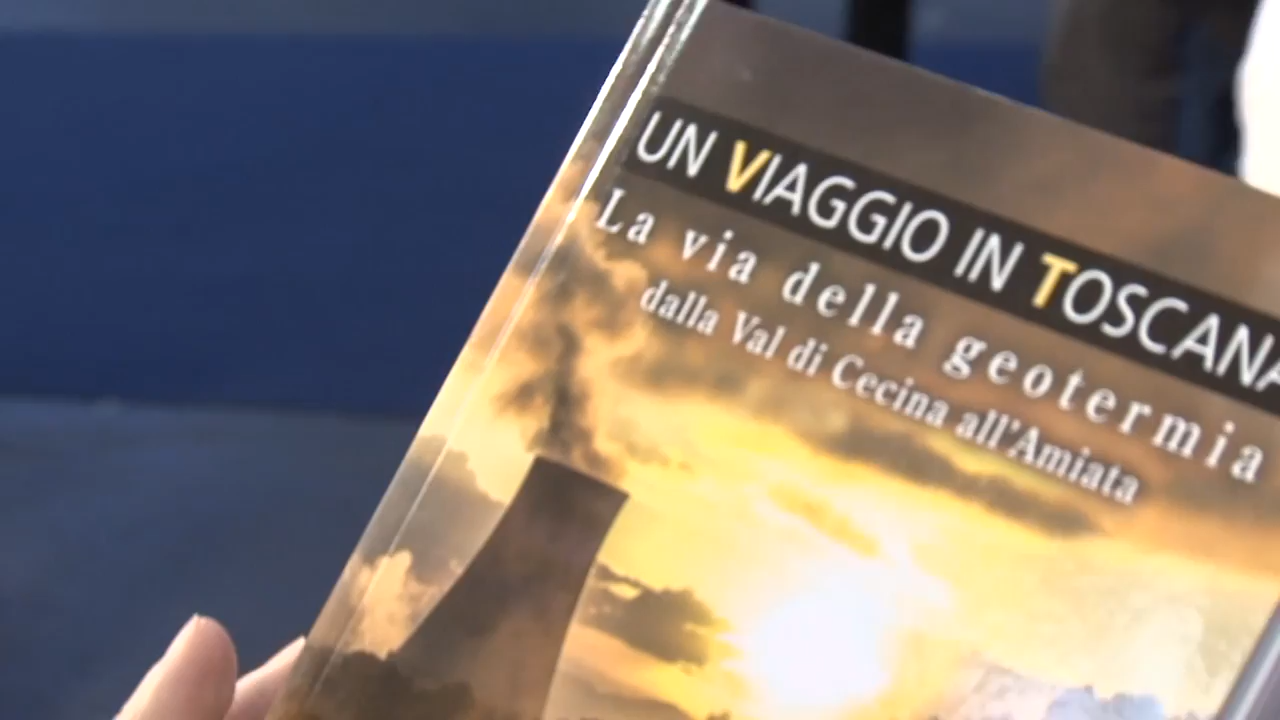 UN VIAGGIO IN TOSCANA
La via della geotermia
dalla Val di Cecina all'Amiata